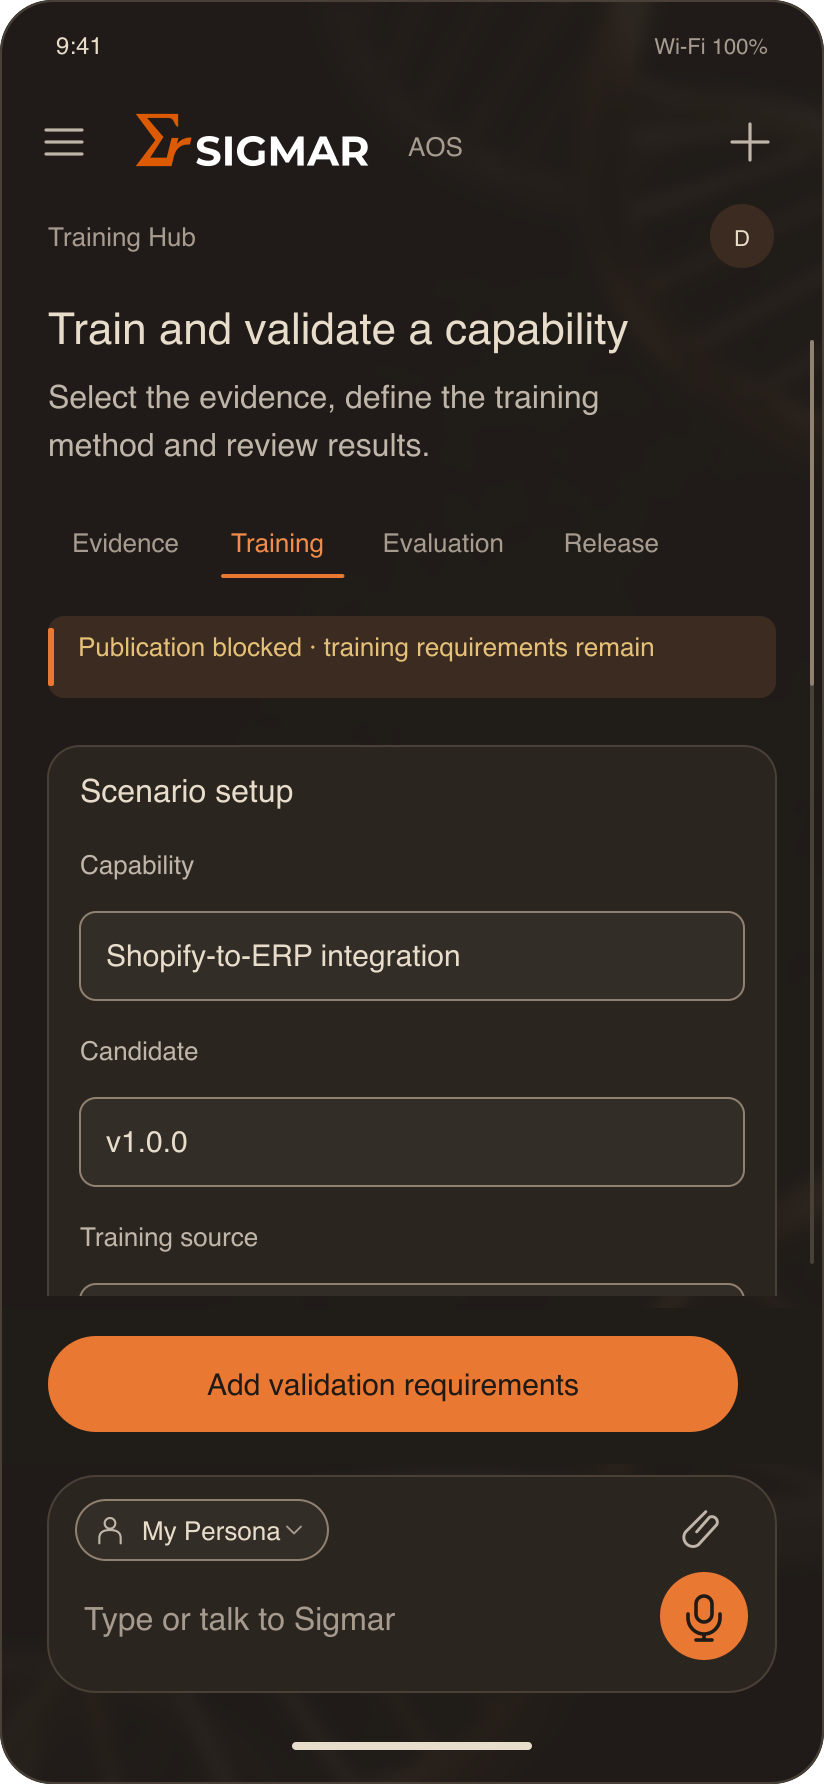 9:41
Wi-Fi 100%
Σr SIGMAR AOS
Training Hub
D
Train and validate a capability
Select the evidence, define the training
method and review results.
Evidence Training Evaluation Release
Publication blocked · training requirements remain
Scenario setup
Capability
Shopify-to-ERP integration
Candidate
v1.0.0
Training source
Add validation requirements
My Persona
Type or talk to Sigmar